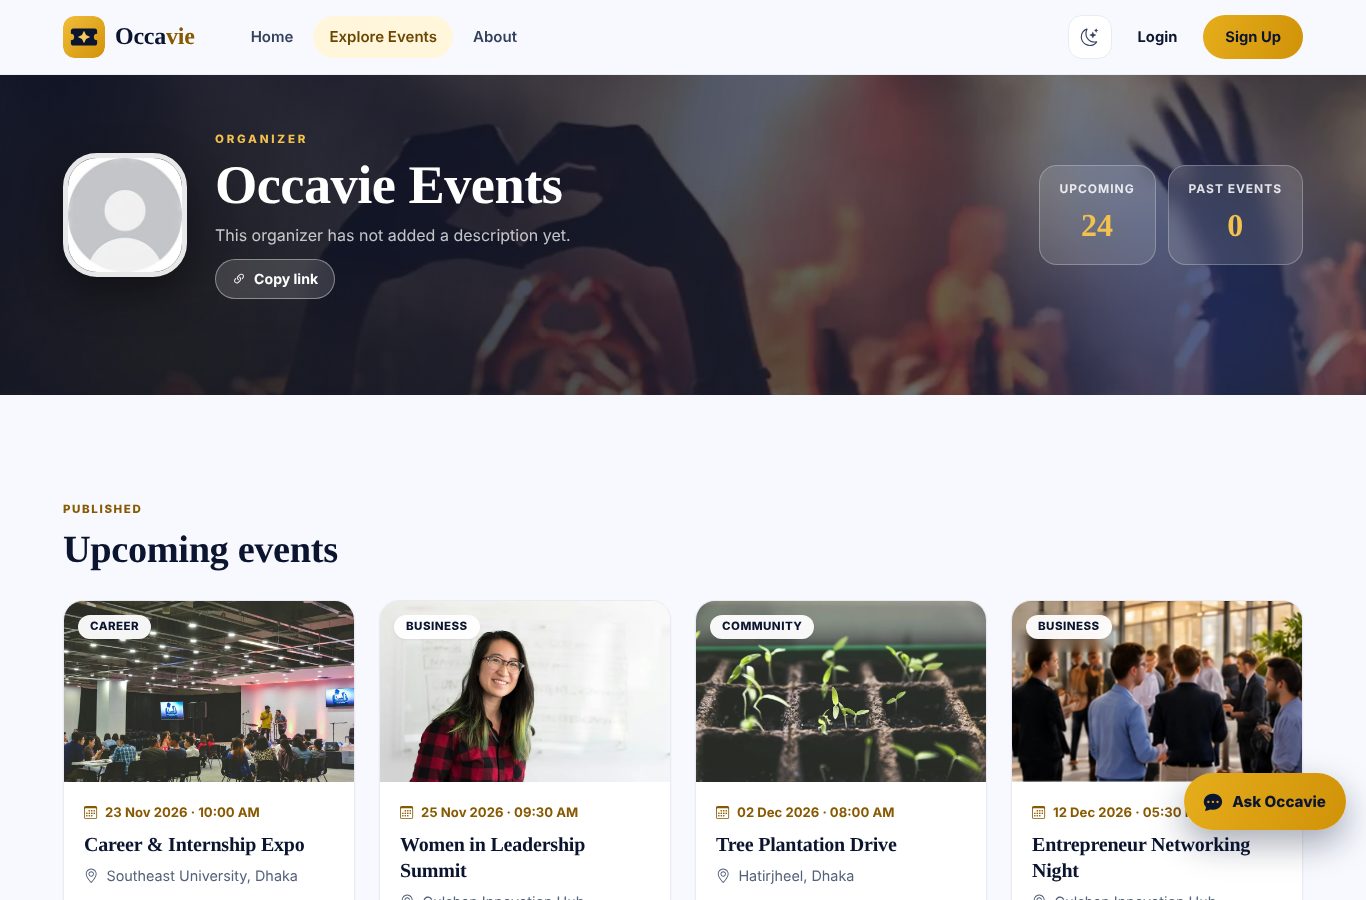 Occavie
Home
Explore Events
About
Login
Sign Up
ORGANIZER
Occavie Events
This organizer has not added a description yet.
Copy link
UPCOMING
24
PAST EVENTS
0
PUBLISHED
Upcoming events
CAREER
23 Nov 2026 · 10:00 AM
Career & Internship Expo
Southeast University, Dhaka
BUSINESS
25 Nov 2026 · 09:30 AM
Women in Leadership
Summit
COMMUNITY
02 Dec 2026 · 08:00 AM
Tree Plantation Drive
Hatirjheel, Dhaka
BUSINESS
12 Dec 2026 · 05:30
Entrepreneur Networking
Night
Ask Occavie